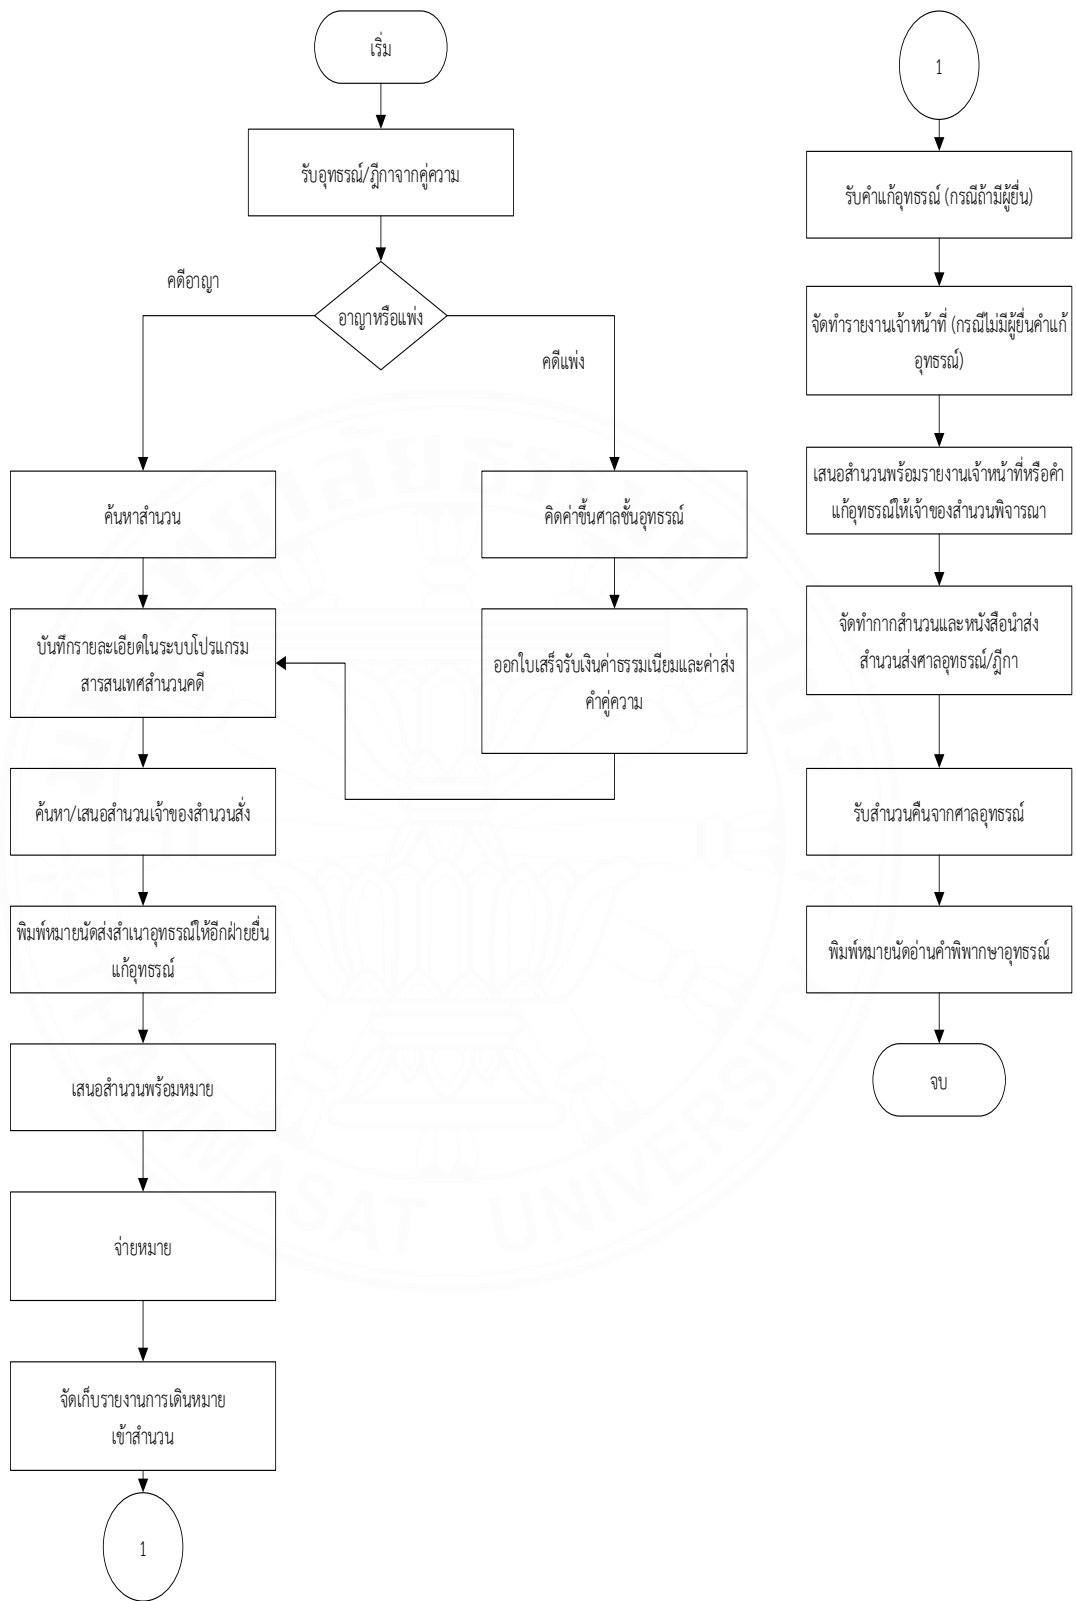 เริ่ม
รับอุทธรณ์/ฎีกาจากคู่ความ
คดีอาญา
อาญาหรือแพ่ง
คดีแพ่ง
ค้นหาสำนวน
คิดค่าขึ้นศาลชั้นอุทธรณ์
บันทึกรายละเอียดในระบบโปรแกรม
สารสนเทศสำนวนคดี
ออกใบเสร็จรับเงินค่าธรรมเนียมและค่าส่ง
คำคู่ความ
ค้นหา/เสนอสำนวนเจ้าของสำนวนสั่ง
พิมพ์หมายนัดส่งสำเนาอุทธรณ์ให้อีกฝ่ายยื่น
แก้อุทธรณ์
เสนอสำนวนพร้อมหมาย
จ่ายหมาย
จัดเก็บรายงานการเดินหมาย
เข้าสำนวน
1
1
รับคำแก้อุทธรณ์ (กรณีถ้ามีผู้ยื่น)
จัดทำรายงานเจ้าหน้าที่ (กรณีไม่มีผู้ยื่นคำแก้
อุทธรณ์)
เสนอสำนวนพร้อมรายงานเจ้าหน้าที่หรือคำ
แก้อุทธรณ์ให้เจ้าของสำนวนพิจารณา
จัดทำกากสำนวนและหนังสือนำส่ง
สำนวนส่งศาลอุทธรณ์/ฎีกา
รับสำนวนคืนจากศาลอุทธรณ์
พิมพ์หมายนัดอ่านคำพิพากษาอุทธรณ์
จบ
มหาวิทยาลัยธรรมศาสตร์
THAMMASAT UNIVERSITY